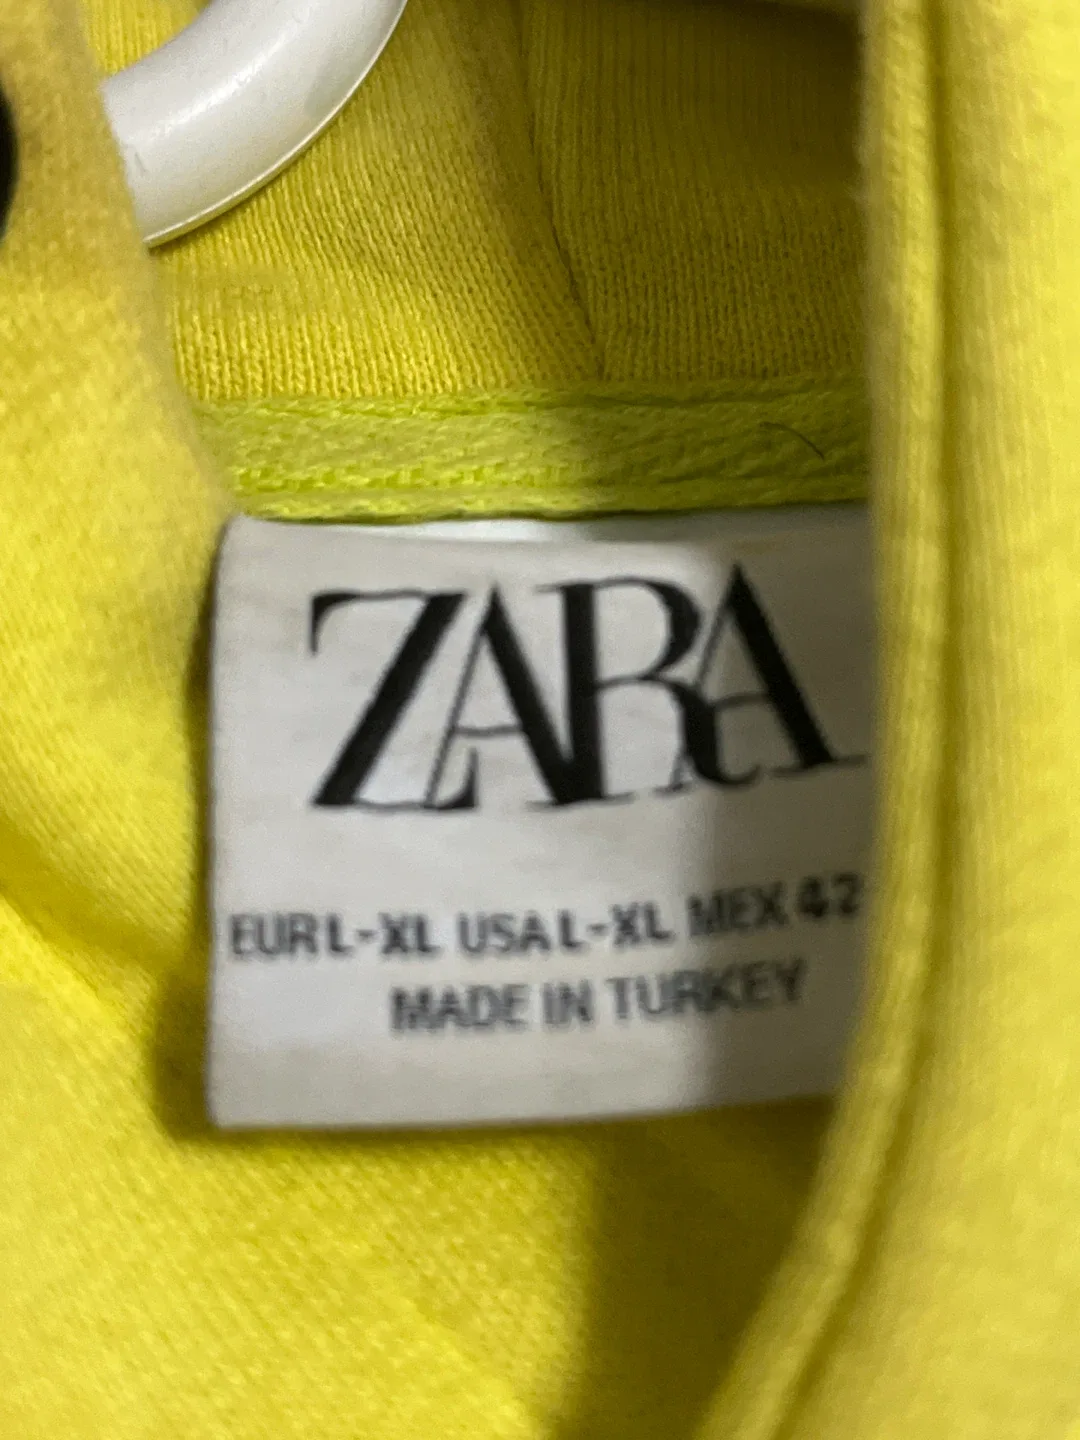 ZARA
EUR L-XL USA L-XL MEX 42
MADE IN TURKEY